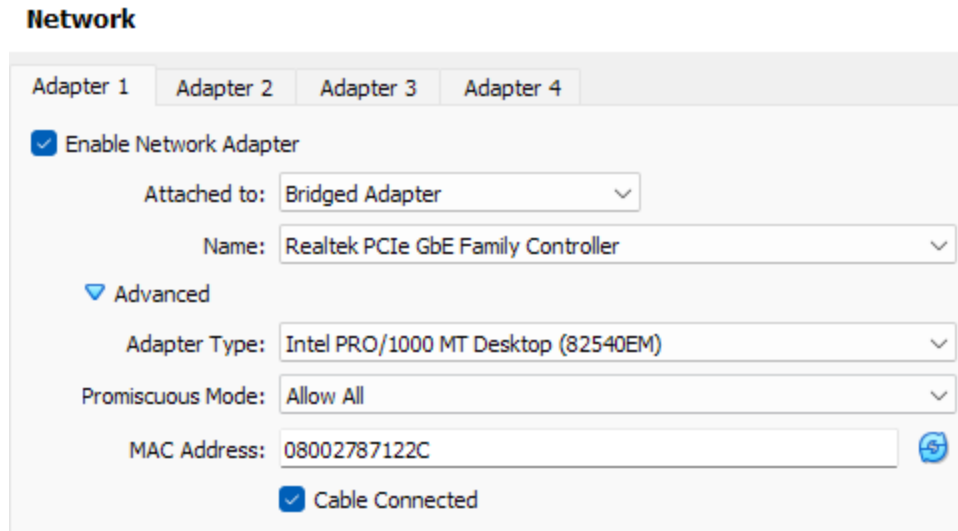 Network
Adapter 1 Adapter 2 Adapter 3 Adapter 4
Enable Network Adapter
Attached to: Bridged Adapter
Name: Realtek PCIe GbE Family Controller
Advanced
Adapter Type: Intel PRO/1000 MT Desktop (82540EM)
Promiscuous Mode: Allow All
MAC Address: 08002787122C
Cable Connected